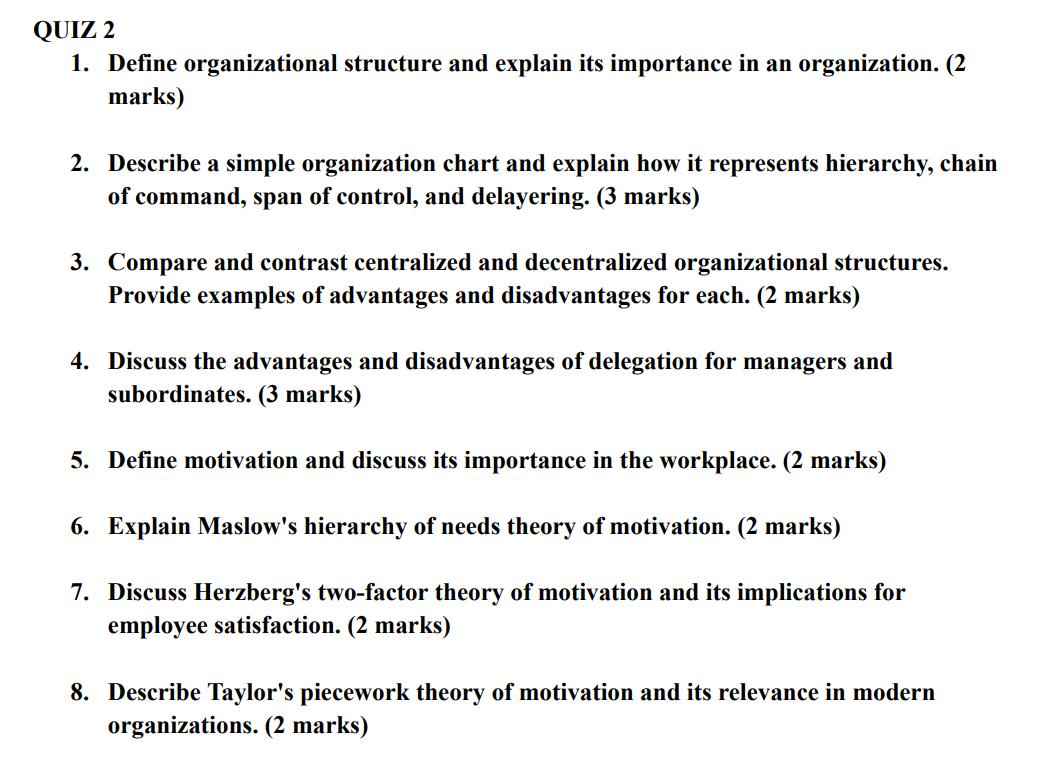 QUIZ 2
1. Define organizational structure and explain its importance in an organization. (2
marks)
2. Describe a simple organization chart and explain how it represents hierarchy, chain
of command, span of control, and delayering. (3 marks)
3. Compare and contrast centralized and decentralized organizational structures.
Provide examples of advantages and disadvantages for each. (2 marks)
4. Discuss the advantages and disadvantages of delegation for managers and
subordinates. (3 marks)
5. Define motivation and discuss its importance in the workplace. (2 marks)
6. Explain Maslow's hierarchy of needs theory of motivation. (2 marks)
7. Discuss Herzberg's two-factor theory of motivation and its implications for
employee satisfaction. (2 marks)
8. Describe Taylor's piecework theory of motivation and its relevance in modern
organizations. (2 marks)